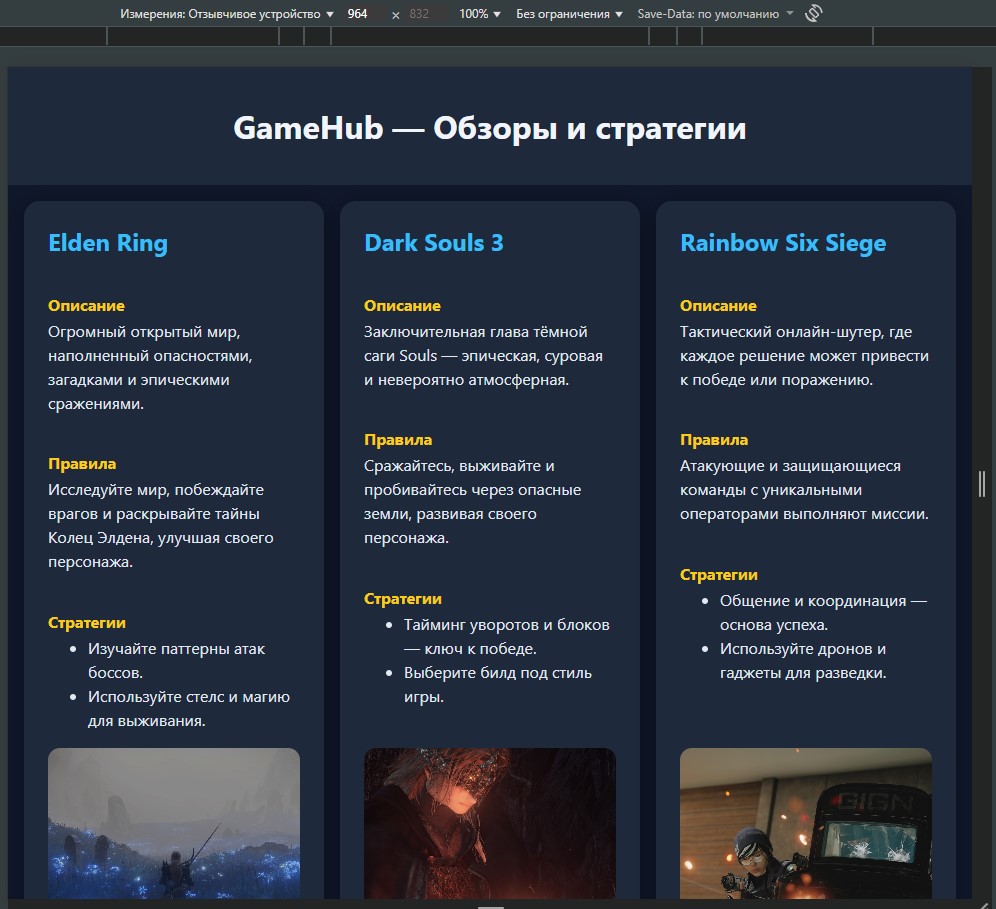 Измерения: Отзывчивое устройство 964 × 832 100% Без ограничения Save-Data: по умолчанию
GameHub — Обзоры и стратегии
Elden Ring
Описание
Огромный открытый мир,
наполненный опасностями,
загадками и эпическими
сражениями.
Правила
Исследуйте мир, побеждайте
врагов и раскрывайте тайны
Колец Элдена, улучшая своего
персонажа.
Стратегии
Изучайте паттерны атак
боссов.
Используйте стелс и магию
для выживания.
Dark Souls 3
Описание
Заключительная глава тёмной
саги Souls — эпическая, суровая
и невероятно атмосферная.
Правила
Сражайтесь, выживайте и
пробивайтесь через опасные
земли, развивая своего
персонажа.
Стратегии
Тайминг уворотов и блоков
— ключ к победе.
Выберите билд под стиль
игры.
Rainbow Six Siege
Описание
Тактический онлайн-шутер, где
каждое решение может привести
к победе или поражению.
Правила
Атакующие и защищающиеся
команды с уникальными
операторами выполняют миссии.
Стратегии
Общение и координация —
основа успеха.
Используйте дронов и
гаджеты для разведки.
GIGN